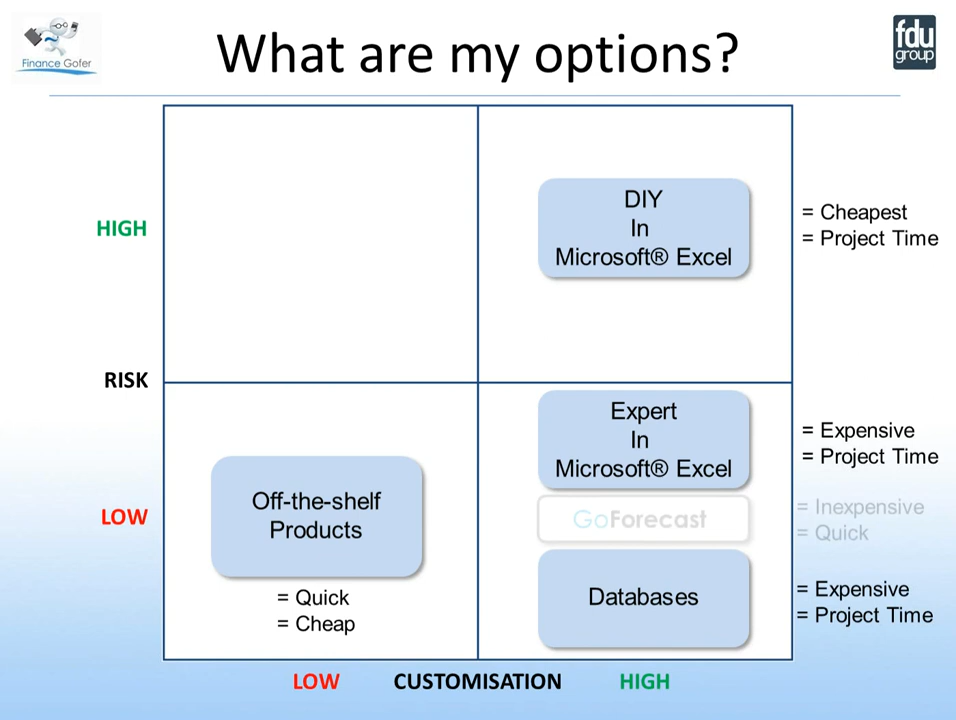 Finance Gofer
What are my options?
fdu
group
HIGH
DIY
In
Microsoft® Excel
= Cheapest
= Project Time
RISK
Expert
In
Microsoft® Excel
= Expensive
= Project Time
LOW
Off-the-shelf
Products
= Quick
= Cheap
GoForecast
= Inexpensive
= Quick
Databases
= Expensive
= Project Time
LOW CUSTOMISATION HIGH